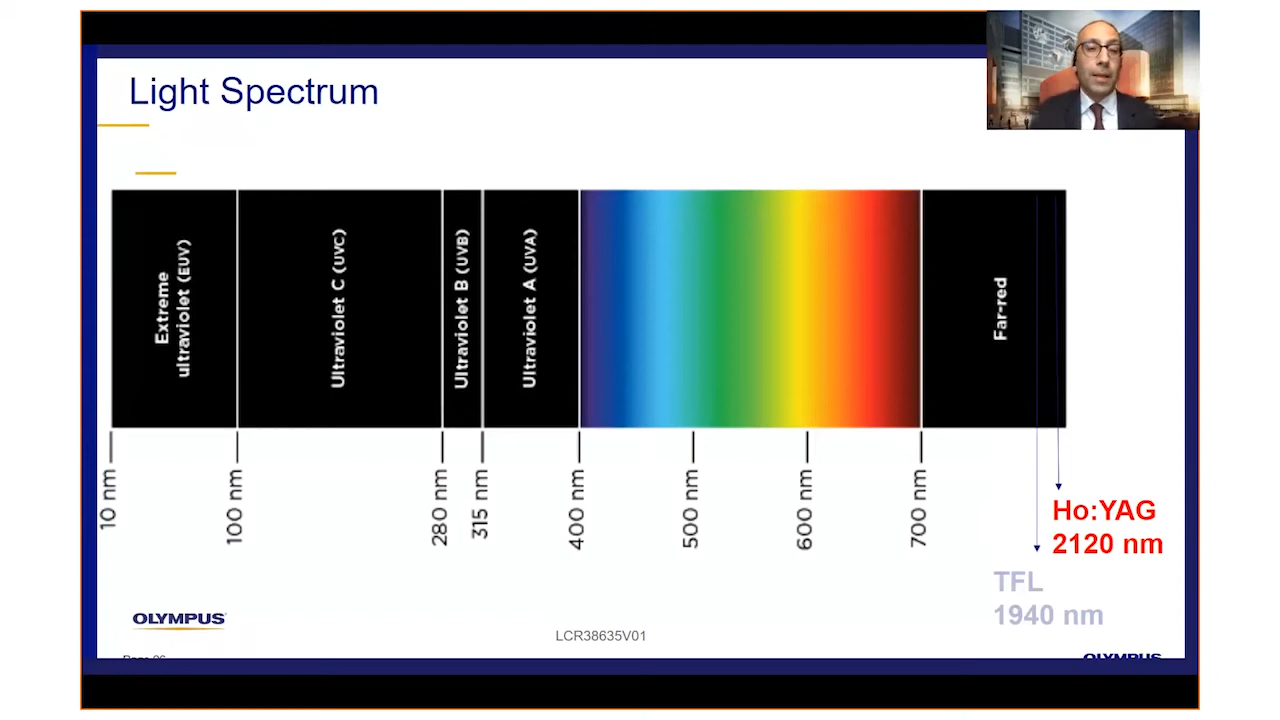 Light Spectrum
Extreme
ultraviolet (EUV)
Ultraviolet C (UVC)
Ultraviolet B (UVB)
Ultraviolet A (UVA)
Far-red
10 nm
100 nm
280 nm
315 nm
400 nm
500 nm
600 nm
700 nm
Ho:YAG
2120 nm
TFL
1940 nm
OLYMPUS
LCR38635V01
OLYMPUS